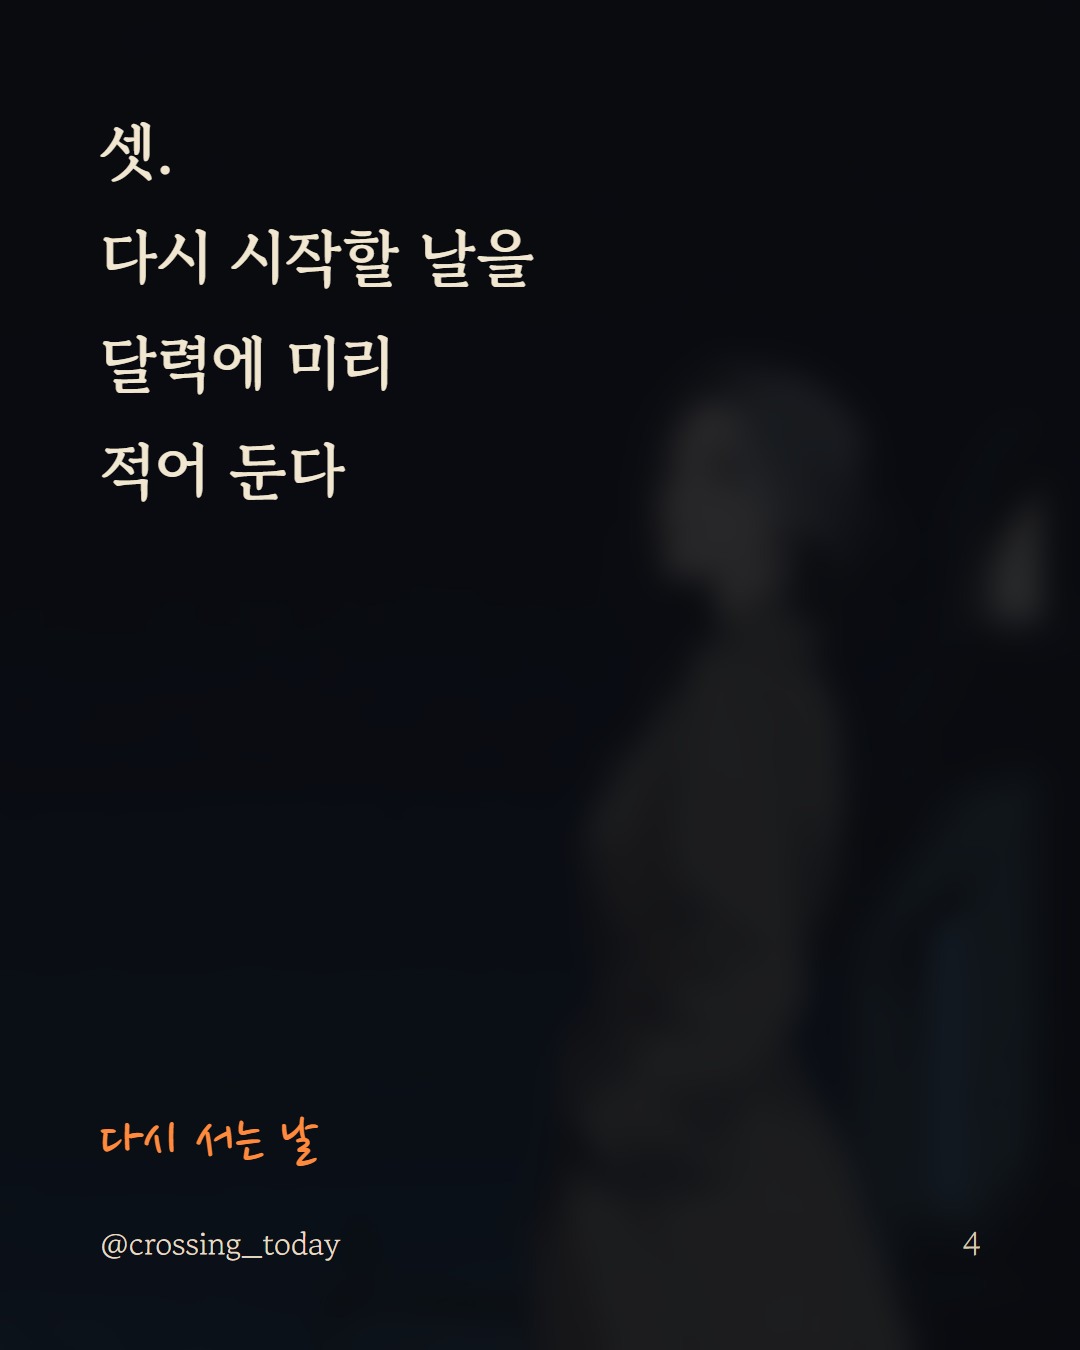 셋.
다시 시작할 날을
달력에 미리
적어 둔다
다시 서는 날
@crossing_today
4